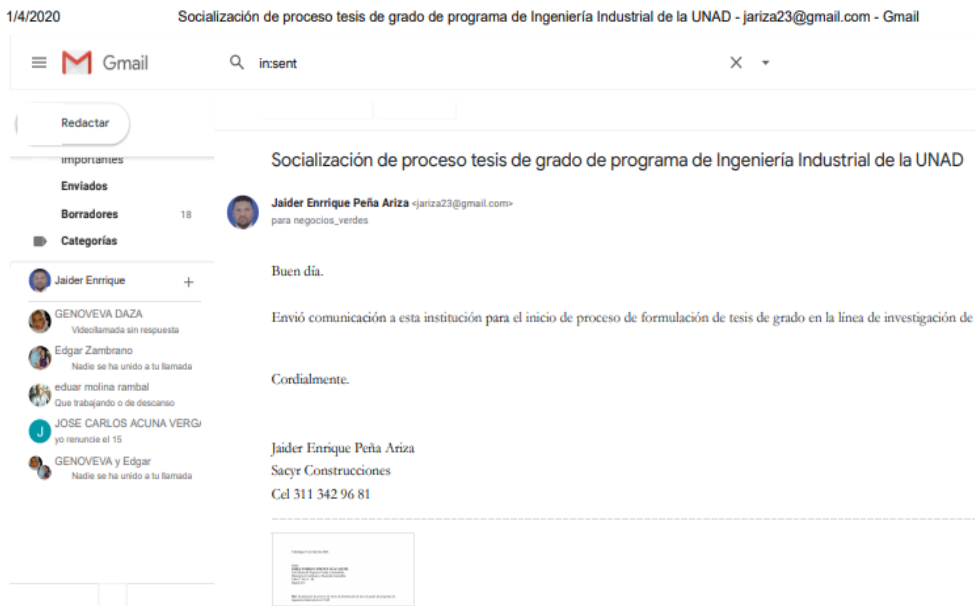 1/4/2020 Socialización de proceso tesis de grado de programa de Ingeniería Industrial de la UNAD - jariza23@gmail.com - Gmail
Gmail
in:sent
Redactar
Importantes
Enviados
Borradores 18
Categorías
Jaider Enrrique +
GENOVEVA DAZA
Videollamada sin respuesta
Edgar Zambrano
Nadie se ha unido a tu llamada
eduar molina rambal
Que trabajando o de descanso
J
JOSE CARLOS ACUNA VERGA
yo renuncie el 15
GENOVEVA y Edgar
Nadie se ha unido a tu llamada
Socialización de proceso tesis de grado de programa de Ingeniería Industrial de la UNAD
Jaider Enrrique Peña Ariza <jariza23@gmail.com>
para negocios_verdes
Buen día.
Envió comunicación a esta institución para el inicio de proceso de formulación de tesis de grado en la línea de investigación de
Cordialmente.
Jaider Enrique Peña Ariza
Sacyr Construcciones
Cel 311 342 96 81